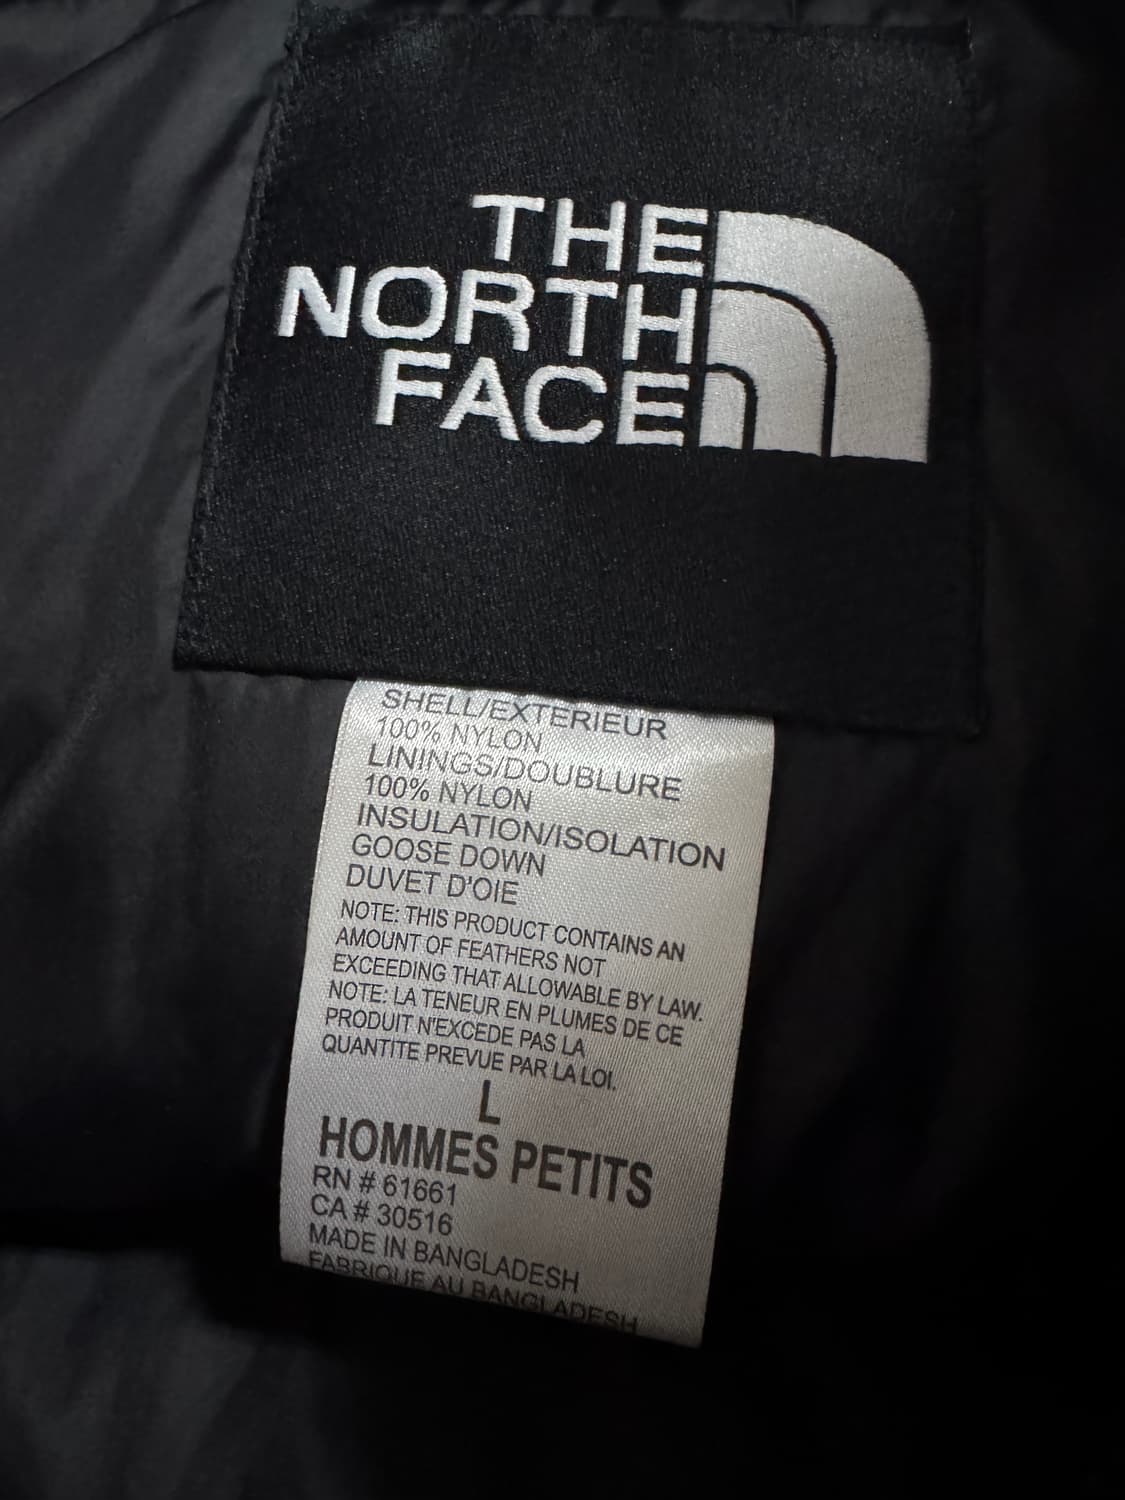 THE
NORTH
FACE
SHELL/EXTERIEUR
100% NYLON
LININGS/DOUBLURE
100% NYLON
INSULATION/ISOLATION
GOOSE DOWN
DUVET D'OIE
NOTE: THIS PRODUCT CONTAINS AN
AMOUNT OF FEATHERS NOT
EXCEEDING THAT ALLOWABLE BY LAW.
NOTE: LA TENEUR EN PLUMES DE CE
PRODUIT N'EXCEDE PAS LA
QUANTITE PREVUE PAR LA LOI.
L
HOMMES PETITS
RN # 61661
CA # 30516
MADE IN BANGLADESH
FABRIQUE AU BANGLADESH